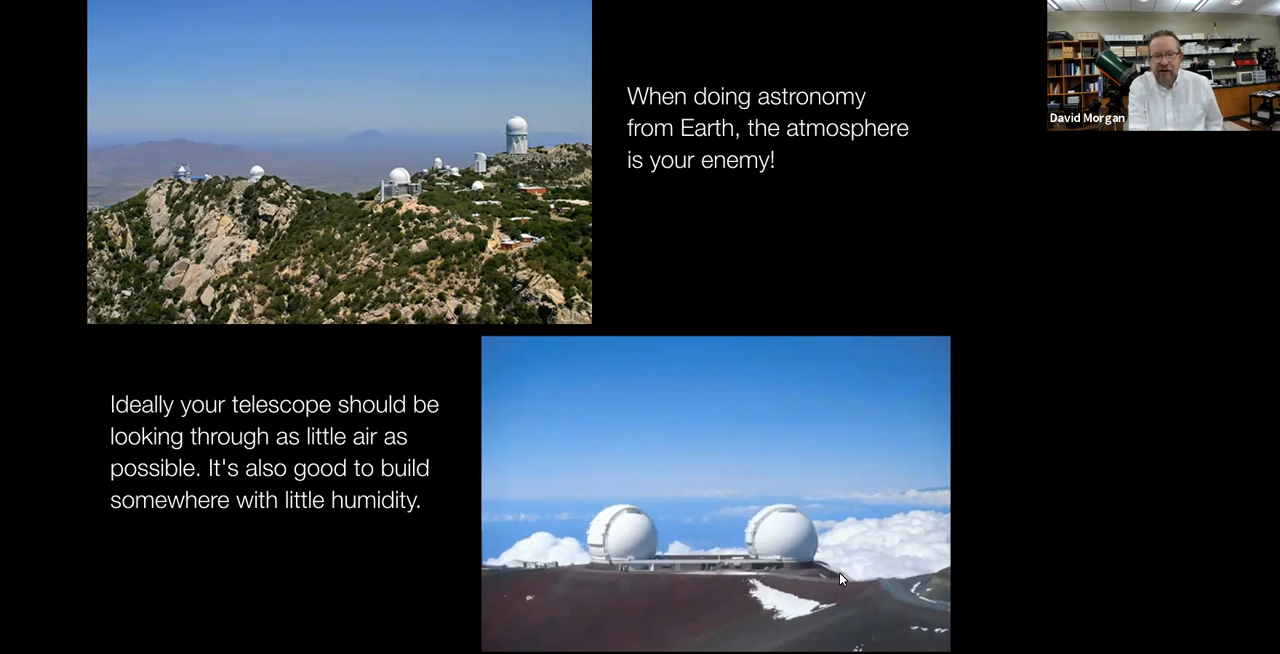 When doing astronomy
from Earth, the atmosphere
is your enemy!
David Morgan
Ideally your telescope should be
looking through as little air as
possible. It's also good to build
somewhere with little humidity.